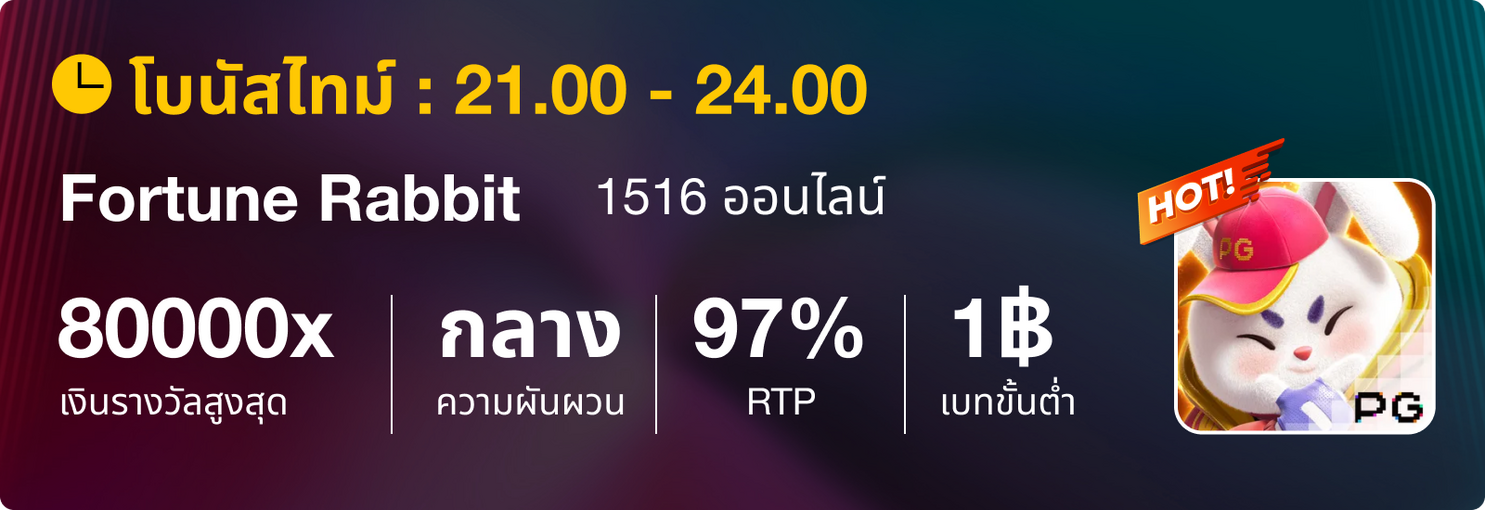 โบนัสไทม์ : 21.00 - 24.00
Fortune Rabbit 1516 ออนไลน์
HOT!
PG
80000x กลาง 97% 1฿
เงินรางวัลสูงสุด ความผันผวน RTP เบทขั้นต่ำ
PG